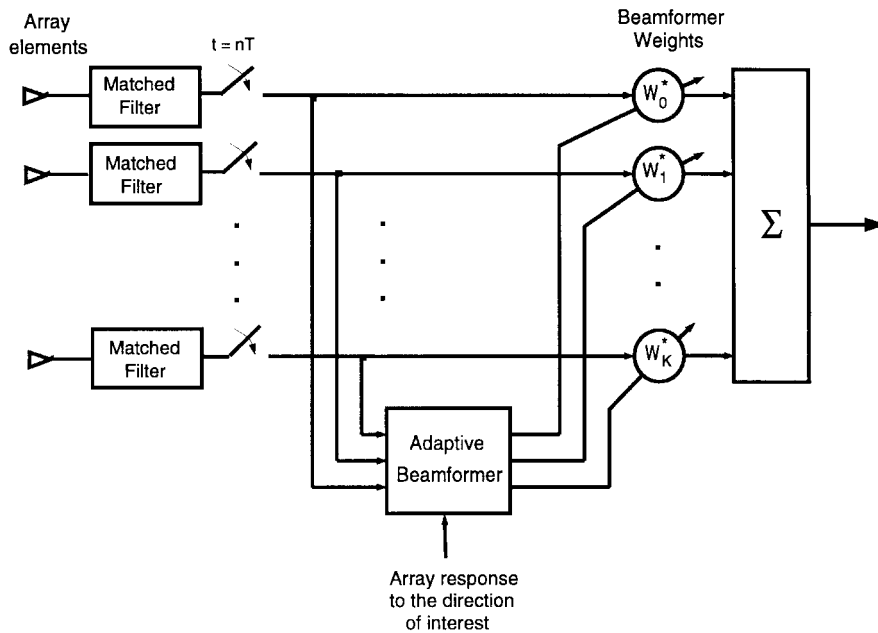 Array
elements
t = nT
Beamformer
Weights
Matched
Filter
W₀*
Matched
Filter
W₁*
Σ
Matched
Filter
W_K*
Adaptive
Beamformer
Array response
to the direction
of interest